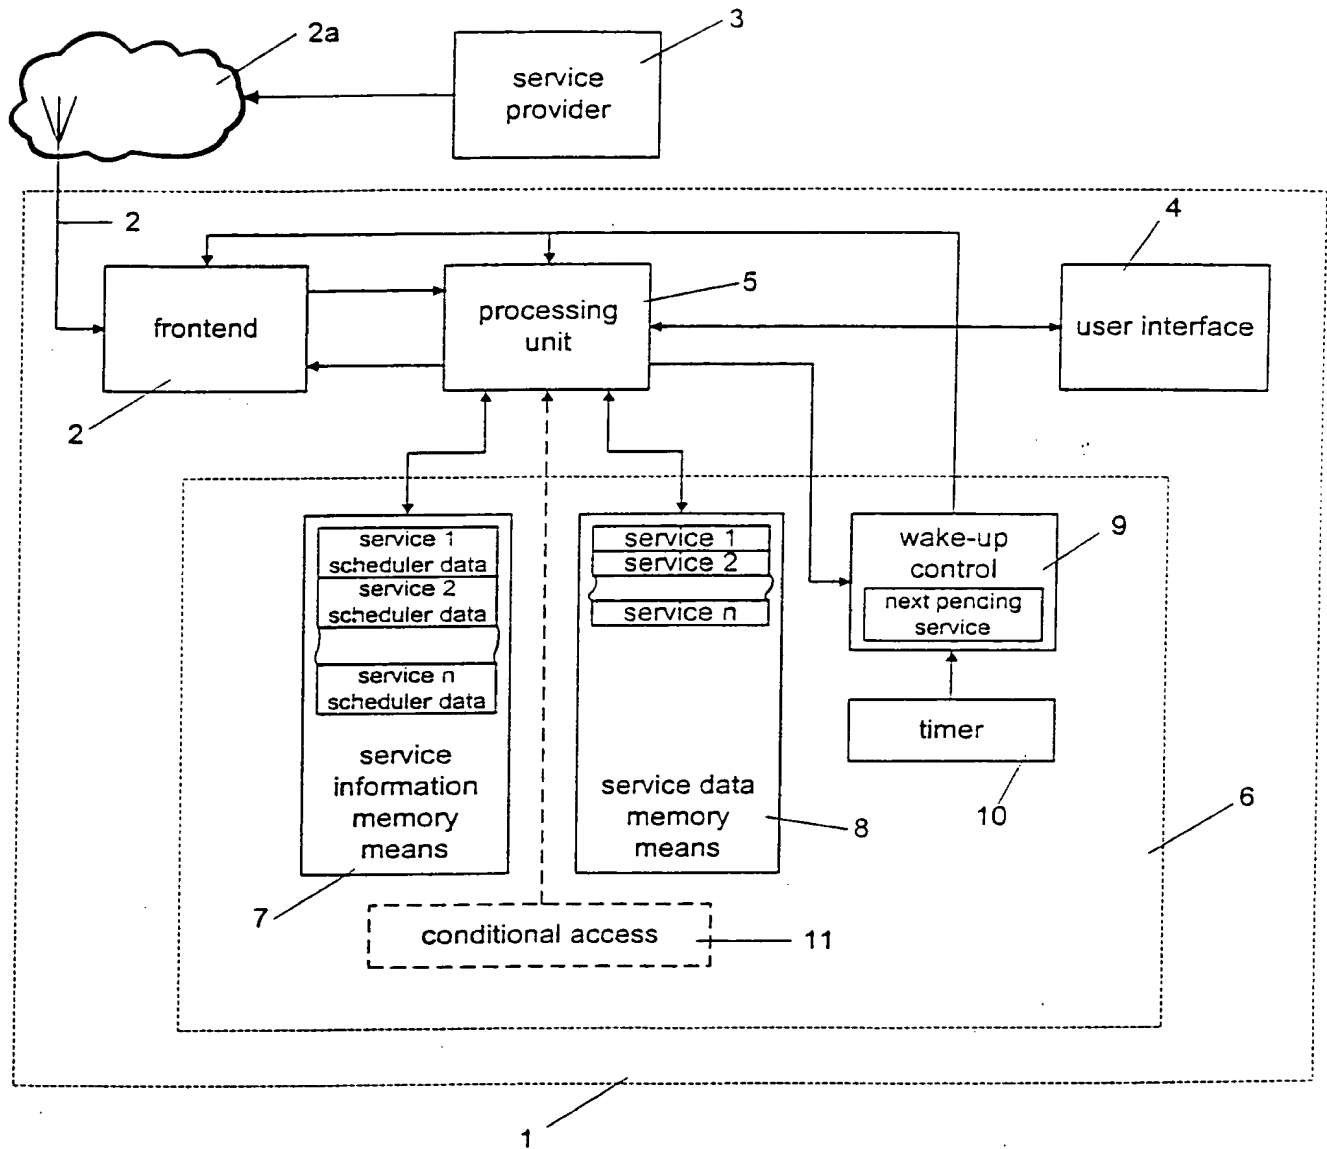 2a
3
service
provider
2
4
frontend
processing
unit
5
user interface
2
service 1
scheduler data
service 2
scheduler data
service n
scheduler data
service
information
memory
means
7
service 1
service 2
service n
service data
memory
means
8
wake-up
control
next pencing
service
9
timer
10
6
conditional access
11
1